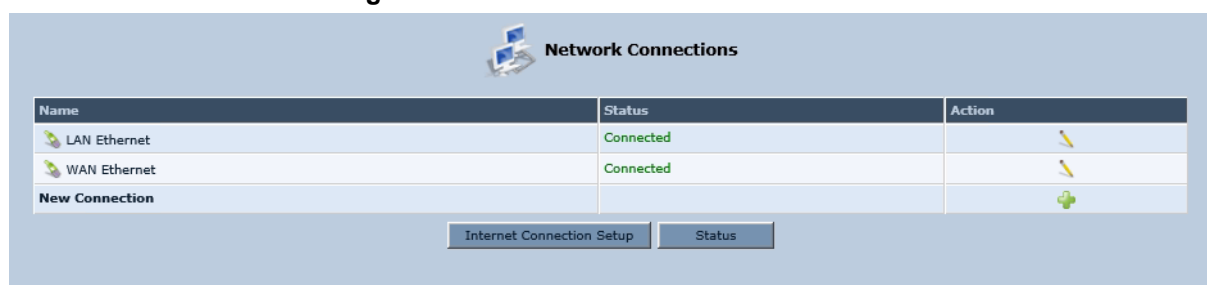 Network Connections
Name Status Action
LAN Ethernet Connected
WAN Ethernet Connected
New Connection
Internet Connection Setup Status